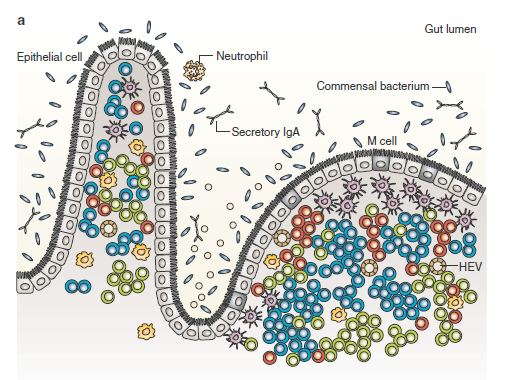 a
Gut lumen
Epithelial cell
Neutrophil
Commensal bacterium
Secretory IgA
M cell
HEV